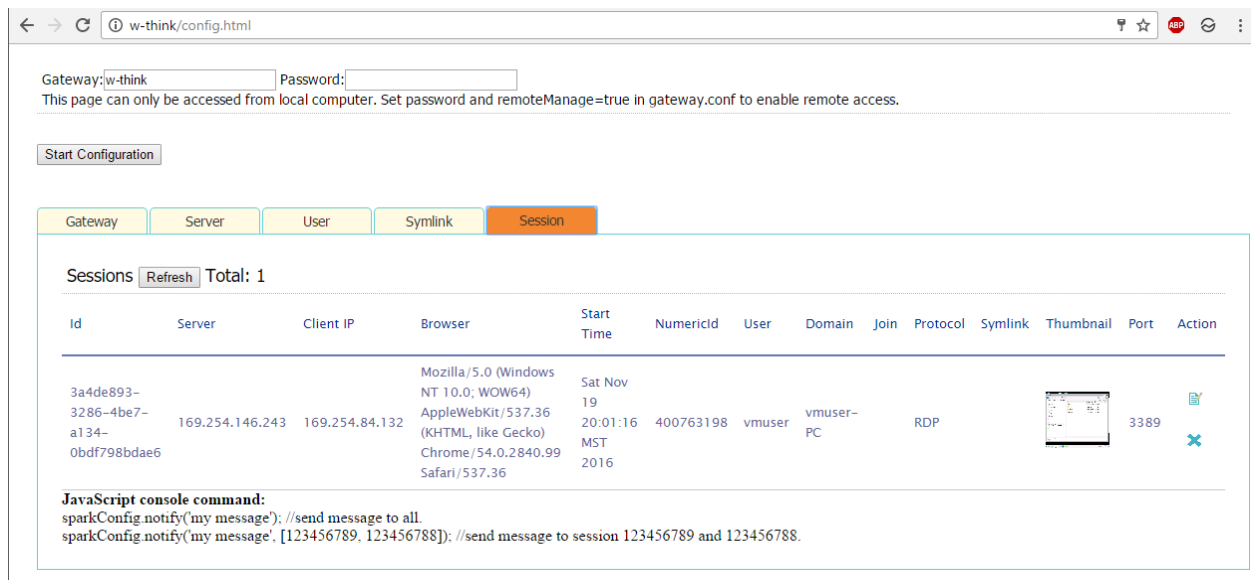 w-think/config.html
ABP
Gateway: w-think Password:
This page can only be accessed from local computer. Set password and remoteManage=true in gateway.conf to enable remote access.
Start Configuration
Gateway Server User Symlink Session
Sessions Refresh Total: 1
Id Server Client IP Browser Start Time NumericId User Domain Join Protocol Symlink Thumbnail Port Action
3a4de893-
3286-4be7-
a134-
0bdf798bdae6
169.254.146.243
169.254.84.132
Mozilla/5.0 (Windows
NT 10.0; WOW64)
AppleWebKit/537.36
(KHTML, like Gecko)
Chrome/54.0.2840.99
Safari/537.36
Sat Nov
19
20:01:16
MST
2016
400763198
vmuser
vmuser-
PC
RDP
3389
JavaScript console command:
sparkConfig.notify('my message'); //send message to all.
sparkConfig.notify('my message', [123456789, 123456788]); //send message to session 123456789 and 123456788.